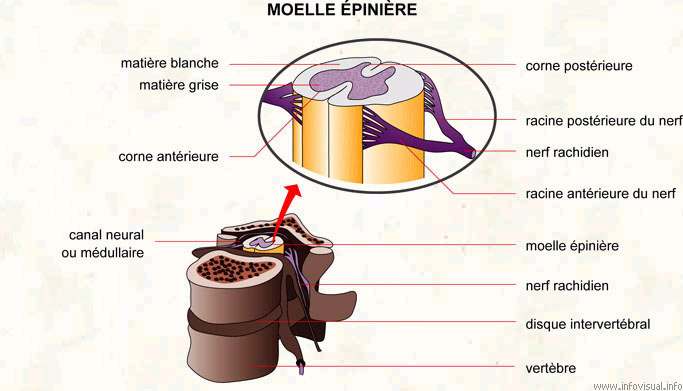 MOELLE ÉPINIÈRE
matière blanche
matière grise
corne antérieure
corne postérieure
racine postérieure du nerf
nerf rachidien
racine antérieure du nerf
canal neural
ou médullaire
moelle épinière
nerf rachidien
disque intervertébral
vertèbre
© www.infovisual.info